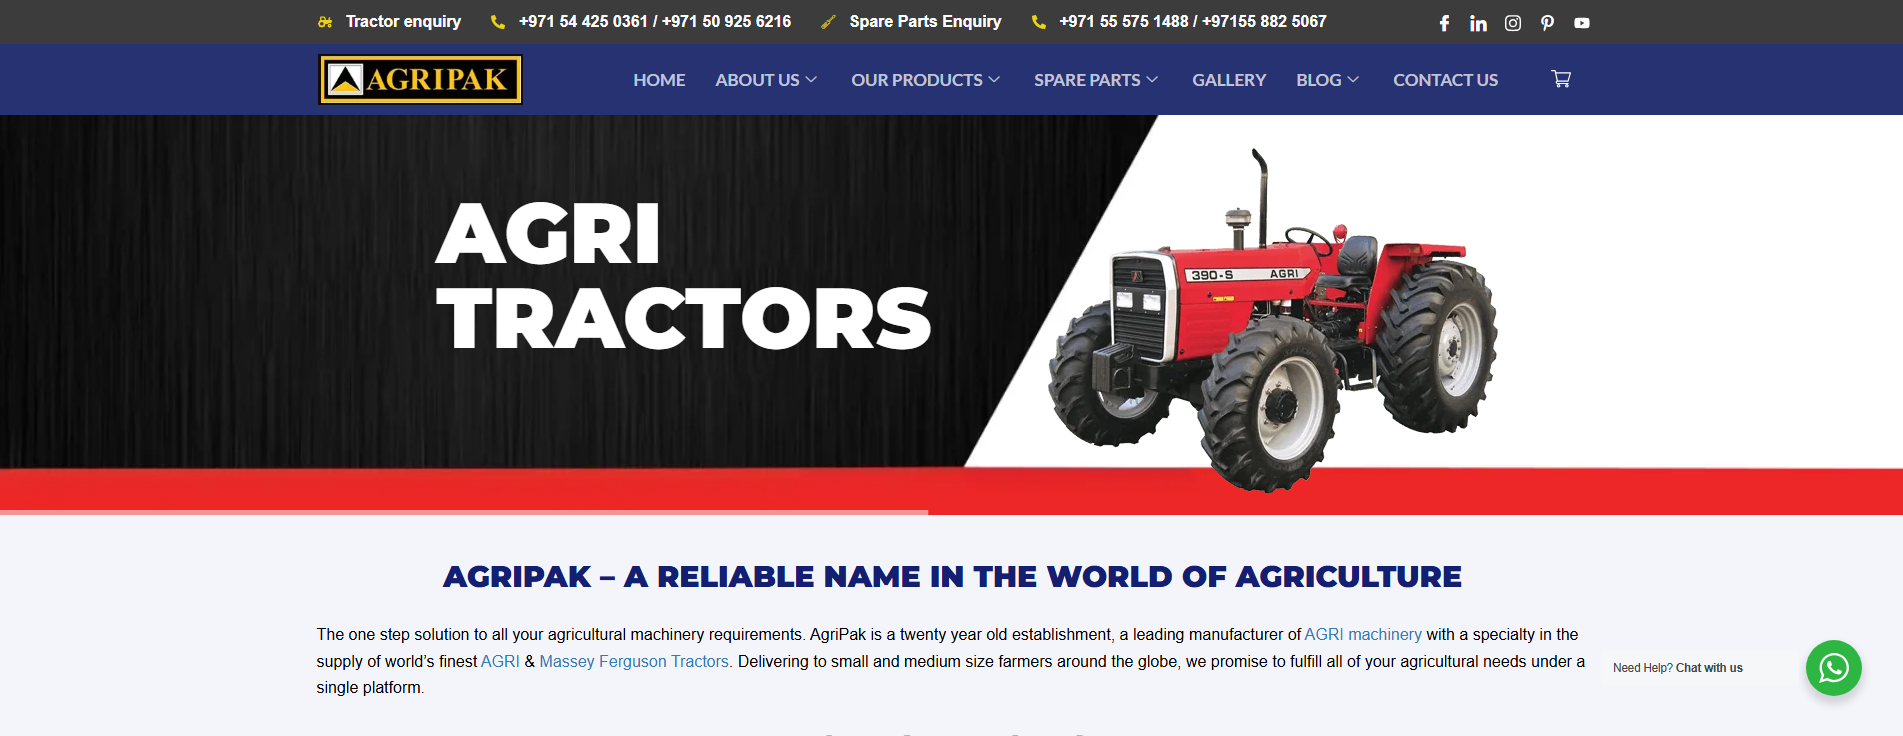 Tractor enquiry +971 54 425 0361 / +971 50 925 6216 Spare Parts Enquiry +971 55 575 1488 / +97155 882 5067
AGRIPAK HOME ABOUT US OUR PRODUCTS SPARE PARTS GALLERY BLOG CONTACT US
AGRI
TRACTORS
390-S AGRI
AGRIPAK – A RELIABLE NAME IN THE WORLD OF AGRICULTURE
The one step solution to all your agricultural machinery requirements. AgriPak is a twenty year old establishment, a leading manufacturer of AGRI machinery with a specialty in the
supply of world’s finest AGRI & Massey Ferguson Tractors. Delivering to small and medium size farmers around the globe, we promise to fulfill all of your agricultural needs under a
single platform.
Need Help? Chat with us